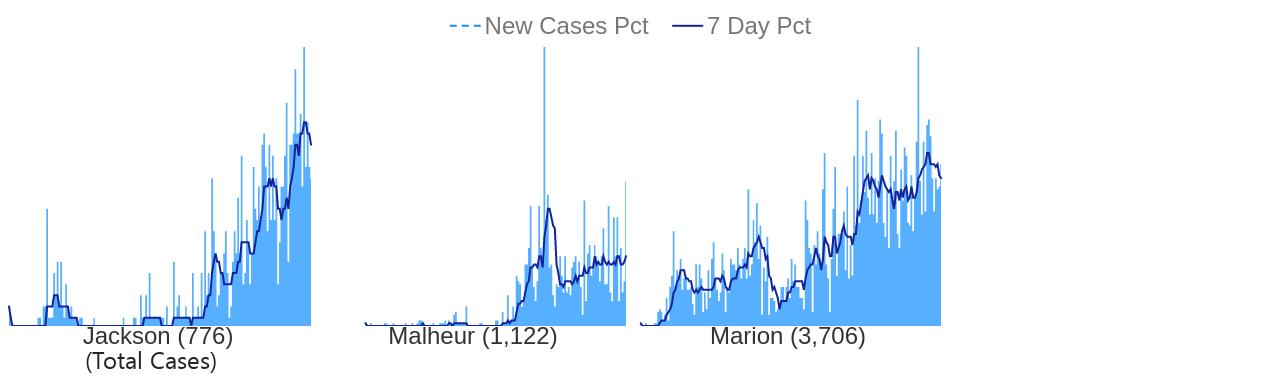 New Cases Pct 7 Day Pct
Jackson (776) Malheur (1,122) Marion (3,706)
(Total Cases)